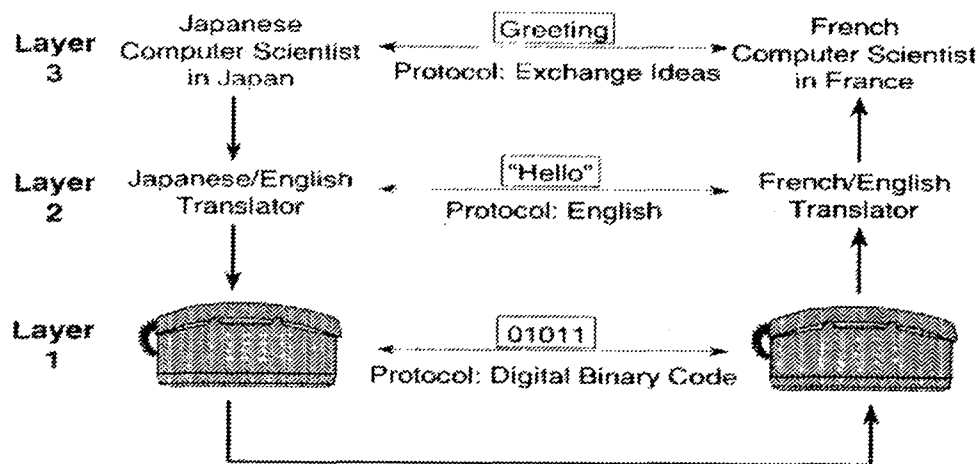 Layer
3
Japanese
Computer Scientist
in Japan
Greeting
Protocol: Exchange Ideas
French
Computer Scientist
in France
Layer
2
Japanese/English
Translator
"Hello"
Protocol: English
French/English
Translator
Layer
1
01011
Protocol: Digital Binary Code